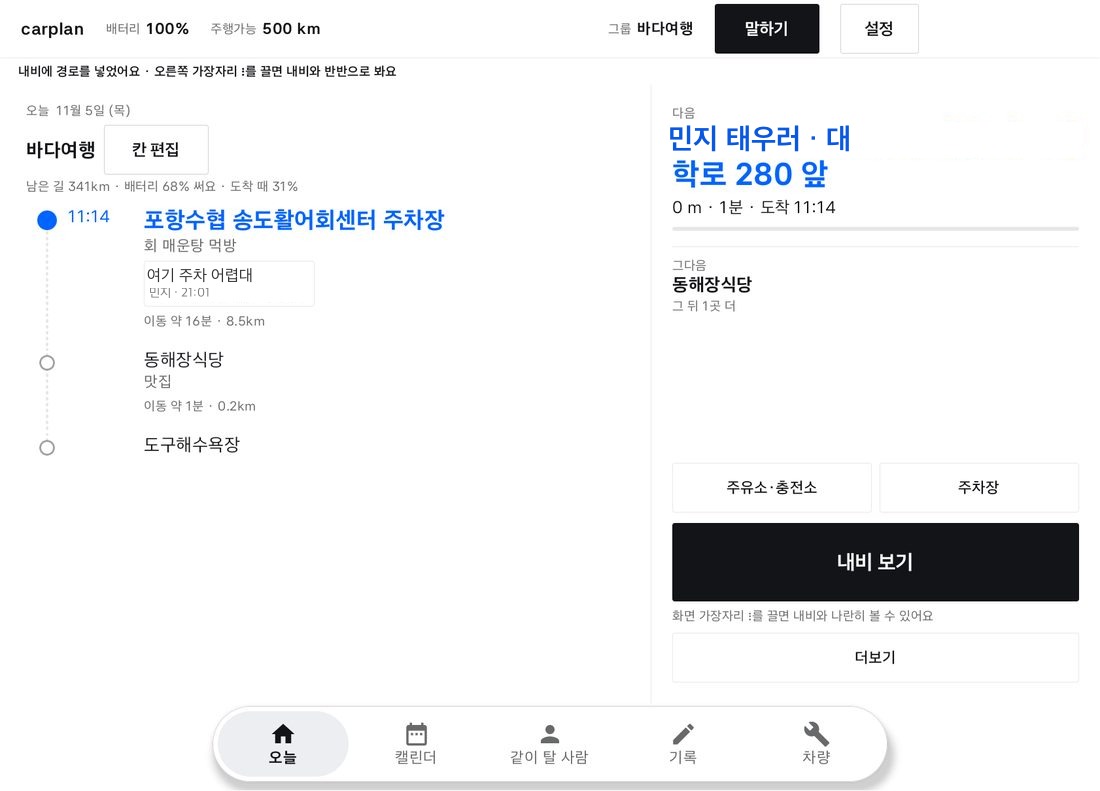 carplan 배터리 100% 주행가능 500 km 그룹 바다여행 말하기 설정
내비에 경로를 넣었어요 · 오른쪽 가장자리 ⋮를 끌면 내비와 반반으로 봐요
오늘 11월 5일 (목)
바다여행 칸 편집
남은 길 341km · 배터리 68% 써요 · 도착 때 31%
11:14 포항수협 송도활어회센터 주차장
회 매운탕 먹방
여기 주차 어렵대
민지 · 21:01
이동 약 16분 · 8.5km
동해장식당
맛집
이동 약 1분 · 0.2km
도구해수욕장
다음
민지 태우러 · 대
학로 280 앞
0 m · 1분 · 도착 11:14
그다음
동해장식당
그 뒤 1곳 더
주유소·충전소 주차장
내비 보기
화면 가장자리 ⋮를 끌면 내비와 나란히 볼 수 있어요
더보기
오늘 캘린더 같이 탈 사람 기록 차량